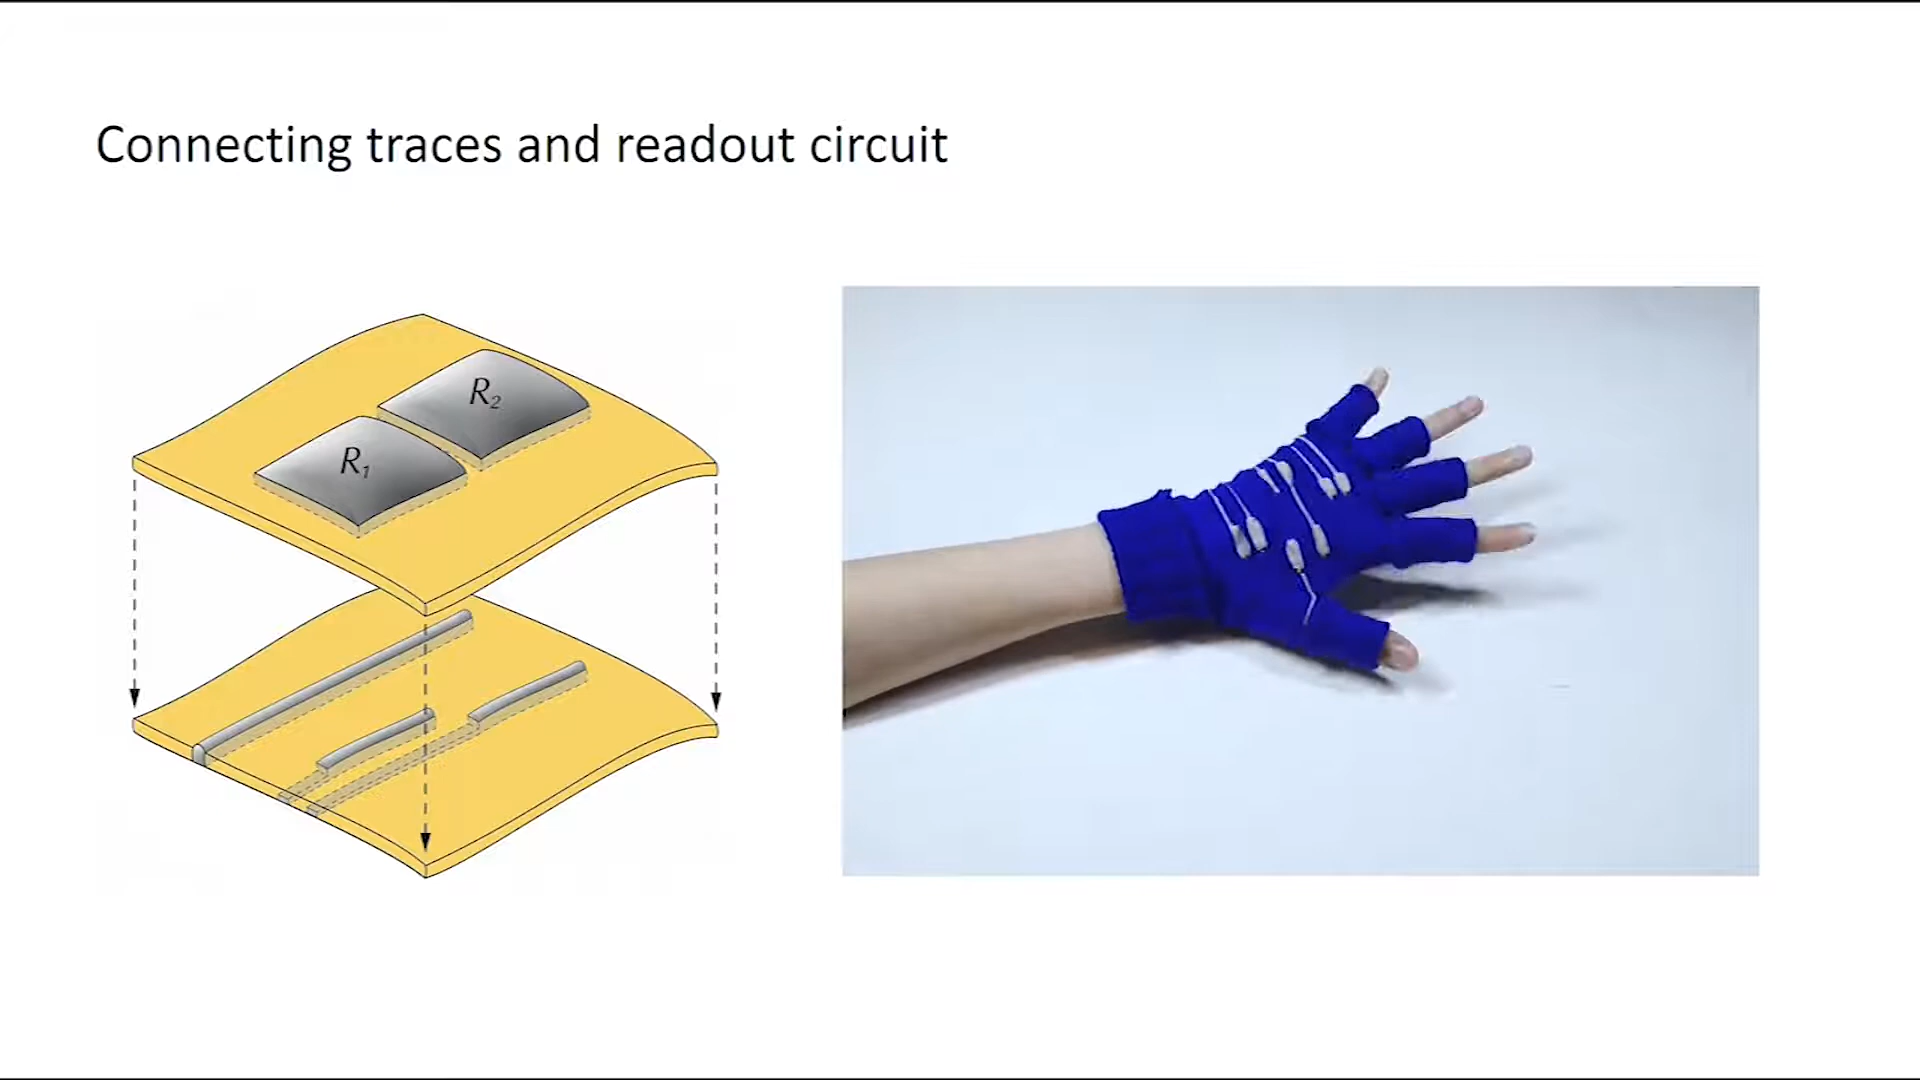 Connecting traces and readout circuit
R2
R1